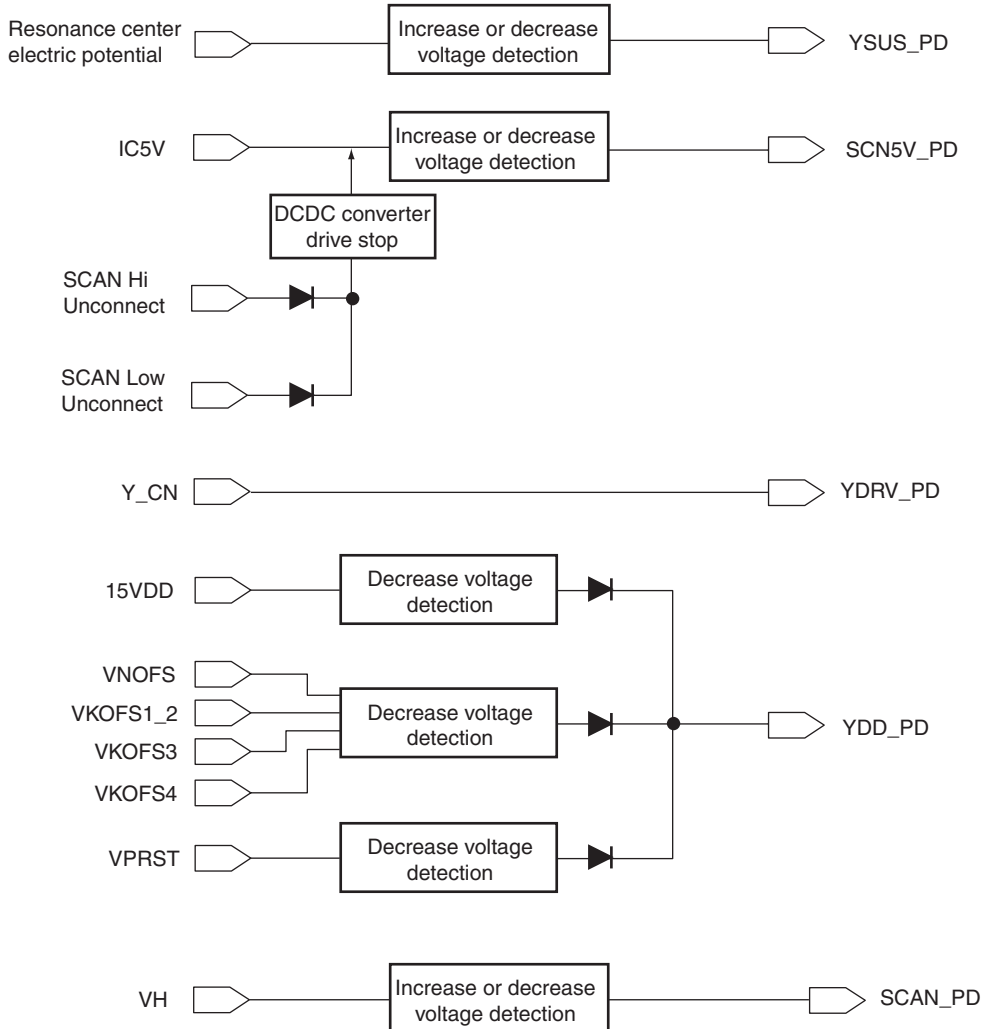 Resonance center
electric potential
Increase or decrease
voltage detection
YSUS_PD
IC5V
Increase or decrease
voltage detection
SCN5V_PD
DCDC converter
drive stop
SCAN Hi
Unconnect
SCAN Low
Unconnect
Y_CN
YDRV_PD
15VDD
Decrease voltage
detection
VNOFS
VKOFS1_2
VKOFS3
VKOFS4
Decrease voltage
detection
YDD_PD
VPRST
Decrease voltage
detection
VH
Increase or decrease
voltage detection
SCAN_PD